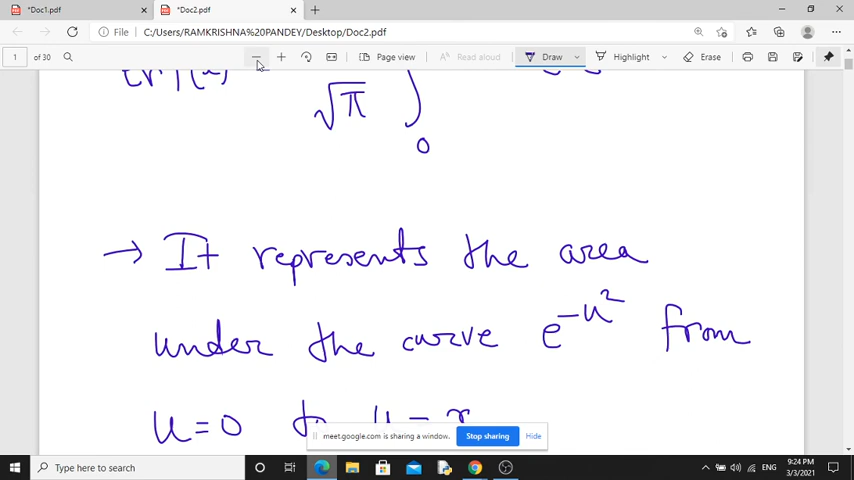 *Doc1.pdf
*Doc2.pdf
File C:/Users/RAMKRISHNA%20PANDEY/Desktop/Doc2.pdf
1 of 30 Page view Read aloud Draw Highlight Erase
√π ∫
0
→ It represents the area
under the curve e^-u^2 from
u=0 to u = x
meet.google.com is sharing a window. Stop sharing Hide
Type here to search
ENG
9:24 PM
3/3/2021